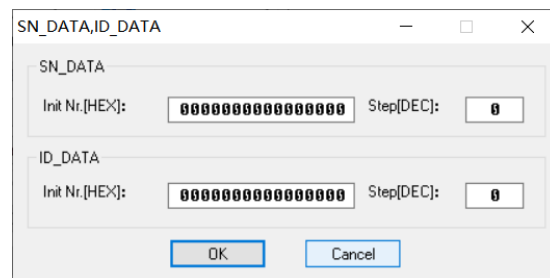 SN_DATA,ID_DATA
SN_DATA
Init Nr.[HEX]: 0000000000000000 Step[DEC]: 0
ID_DATA
Init Nr.[HEX]: 0000000000000000 Step[DEC]: 0
OK Cancel